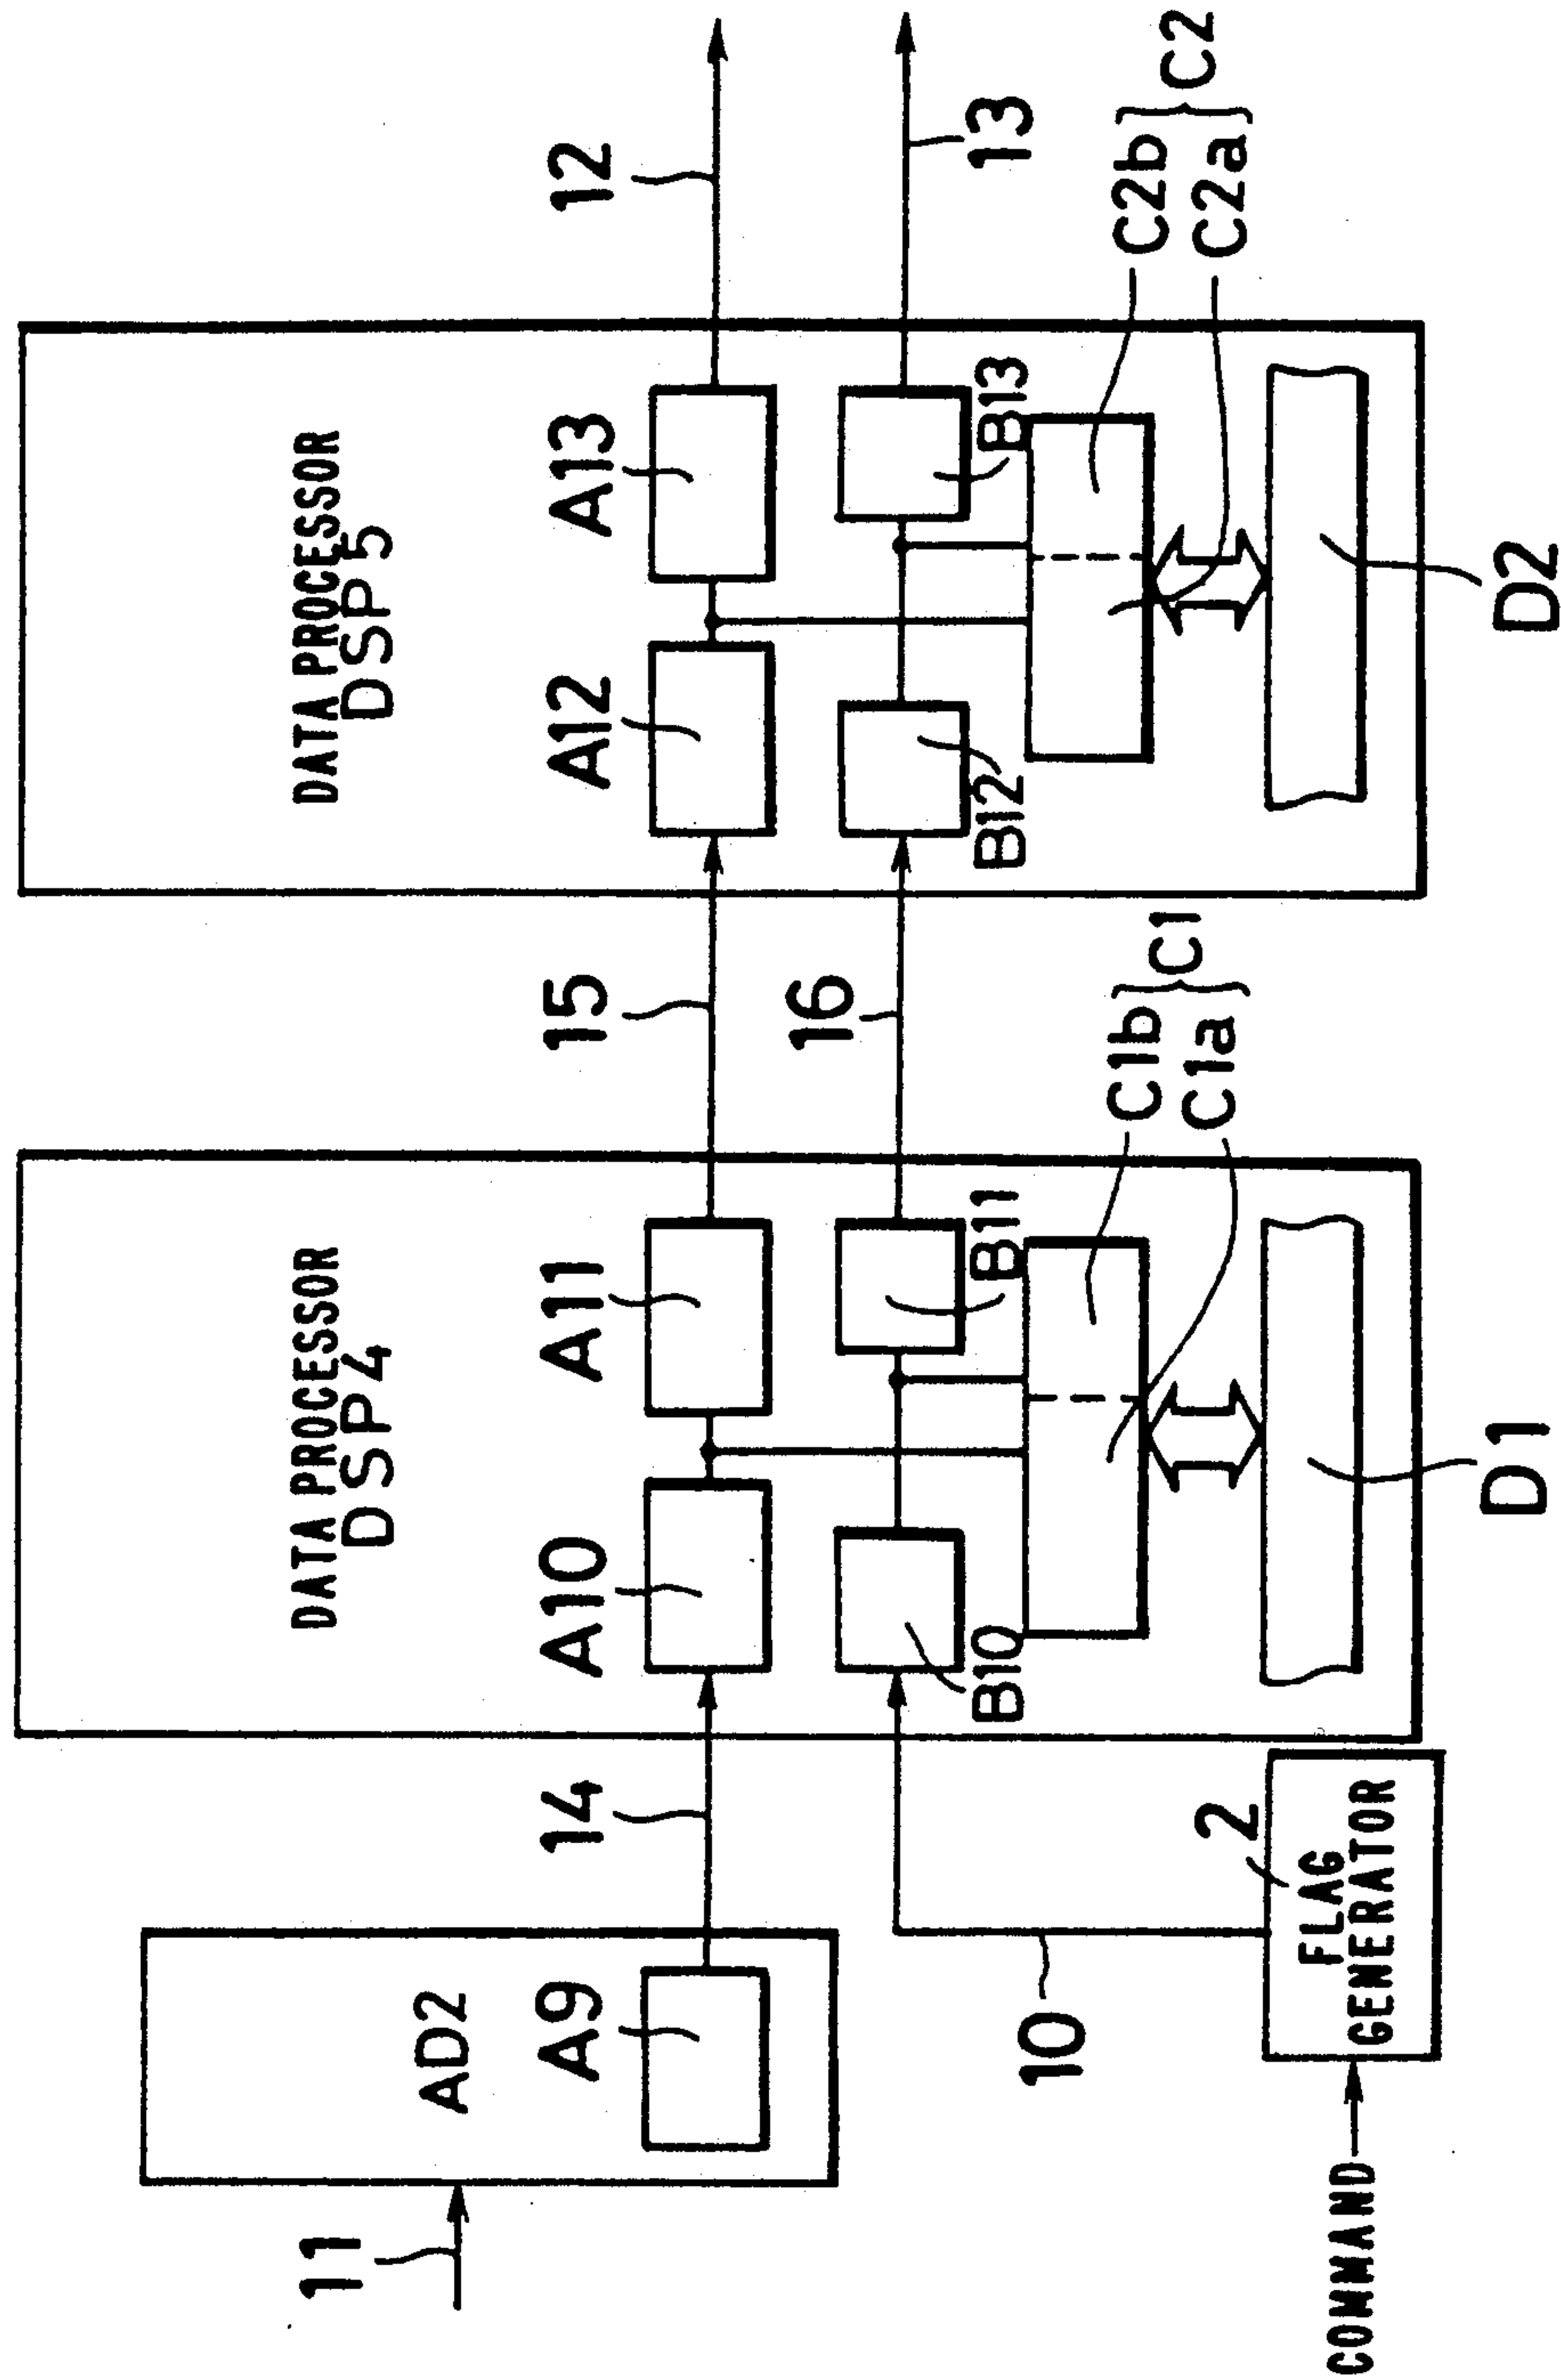 11
AD2
A9
14
DATA PROCESSOR
DSP4
A10
A11
B10
B11
C1b
C1a
C1
D1
15
16
DATA PROCESSOR
DSP5
A12
A13
B12
B13
C2b
C2a
C2
D2
12
13
10
2
FLAG
GENERATOR
COMMAND